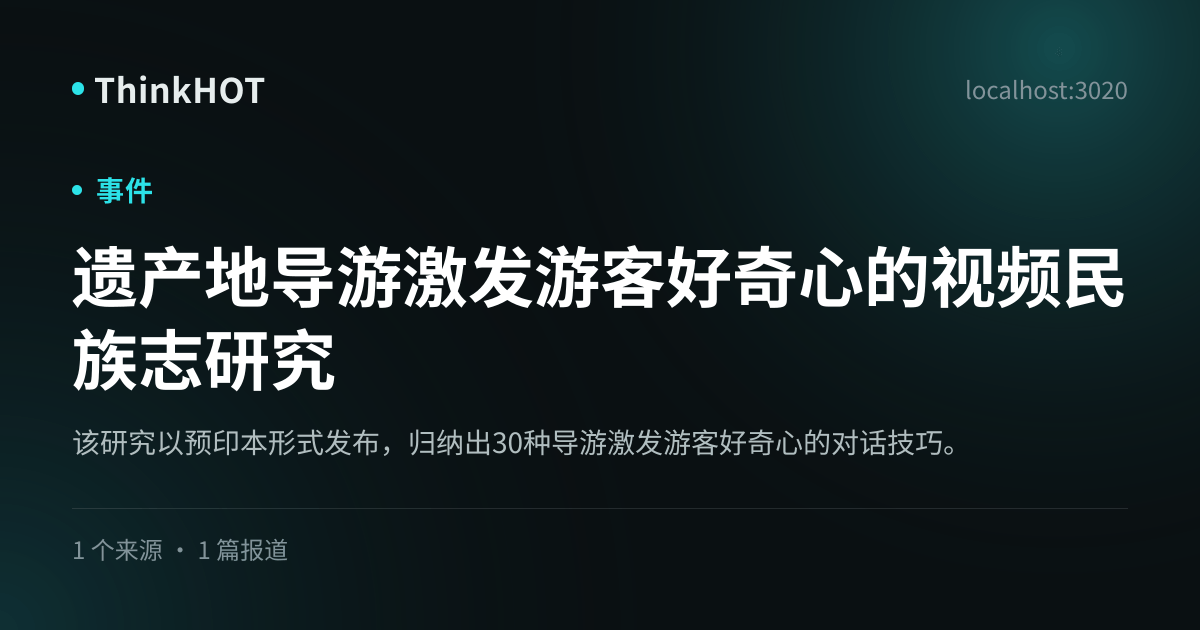 ThinkHOT
localhost:3020
事件
遗产地导游激发游客好奇心的视频民
族志研究
该研究以预印本形式发布，归纳出30种导游激发游客好奇心的对话技巧。
1 个来源 · 1 篇报道